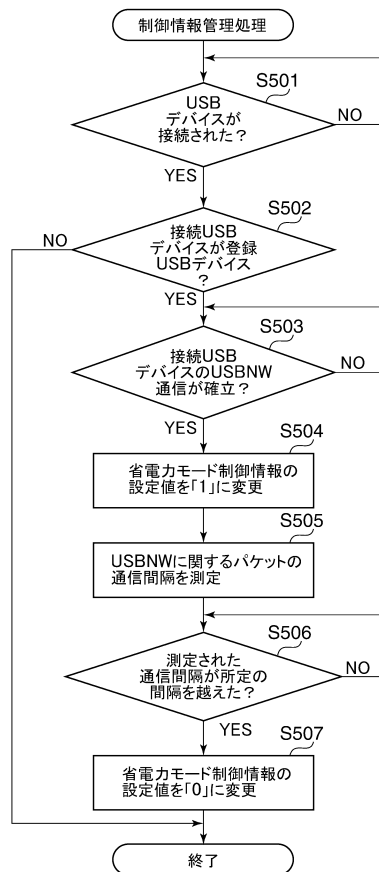 制御情報管理処理
S501
USB
デバイスが
接続された？
NO
YES
S502
NO
接続USB
デバイスが登録
USBデバイス
？
YES
S503
接続USB
デバイスのUSBNW
通信が確立？
NO
YES
S504
省電力モード制御情報の
設定値を「1」に変更
S505
USBNWに関するパケットの
通信間隔を測定
S506
測定された
通信間隔が所定の
間隔を越えた？
NO
YES
S507
省電力モード制御情報の
設定値を「0」に変更
終了